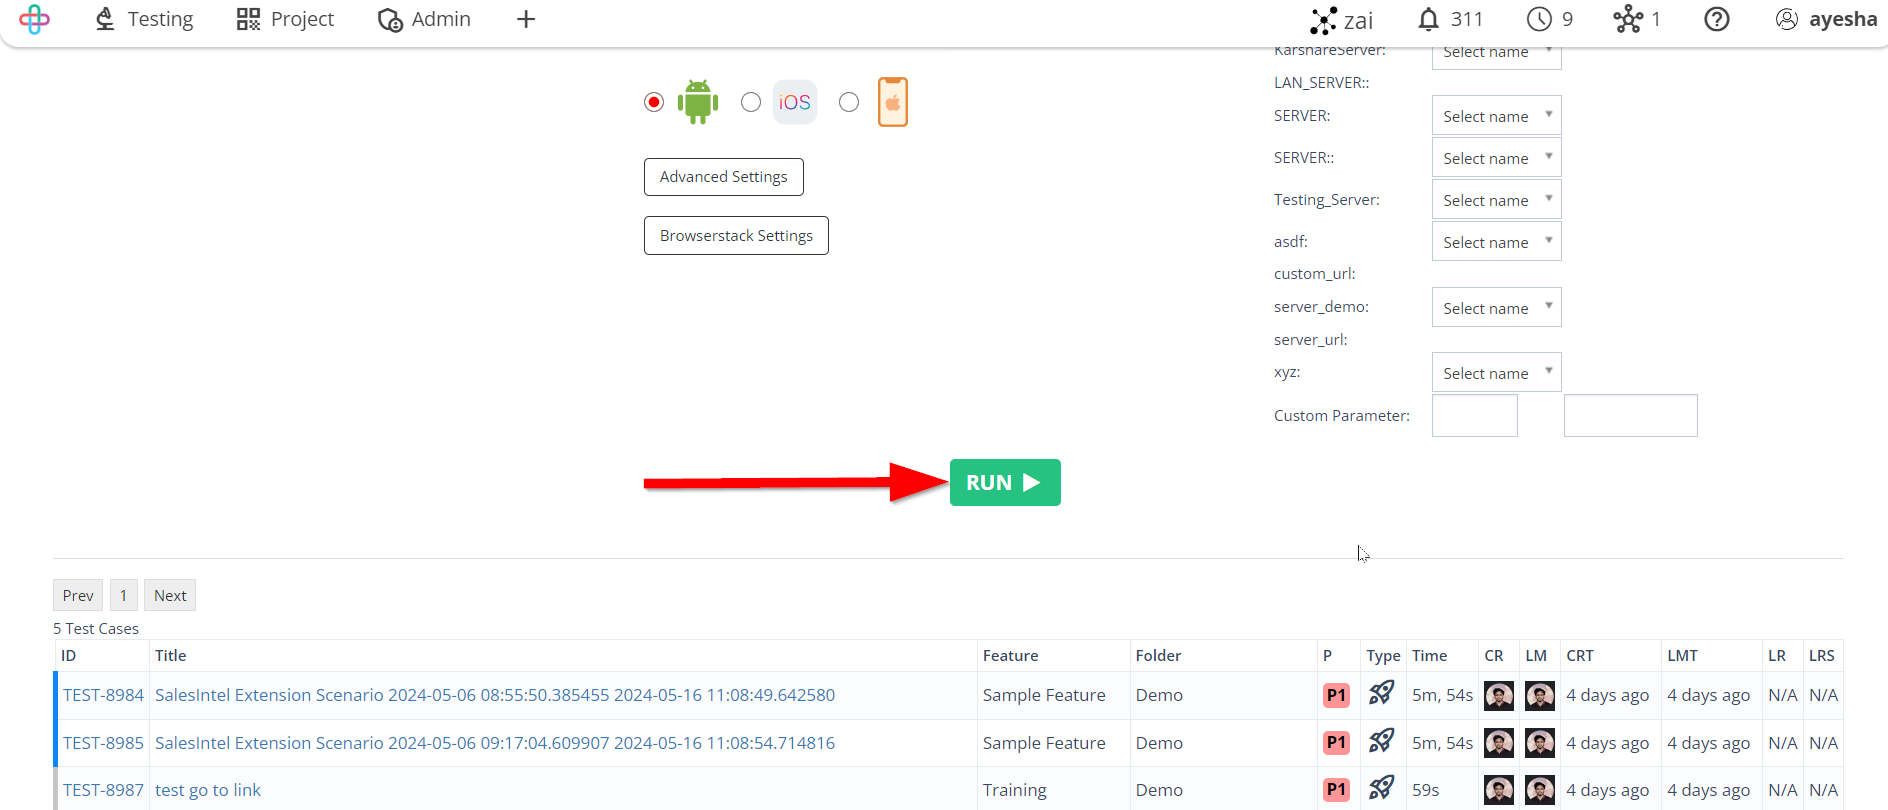 Testing Project Admin + zai 311 9 1 ayesha
KarshareServer: Select name
LAN_SERVER::
iOS
SERVER: Select name
SERVER:: Select name
Advanced Settings
Testing_Server: Select name
Browserstack Settings
asdf: Select name
custom_url:
server_demo: Select name
server_url:
xyz: Select name
Custom Parameter:
RUN
Prev 1 Next
5 Test Cases
ID Title Feature Folder P Type Time CR LM CRT LMT LR LRS
TEST-8984 SalesIntel Extension Scenario 2024-05-06 08:55:50.385455 2024-05-16 11:08:49.642580 Sample Feature Demo P1 5m, 54s 4 days ago 4 days ago N/A N/A
TEST-8985 SalesIntel Extension Scenario 2024-05-06 09:17:04.609907 2024-05-16 11:08:54.714816 Sample Feature Demo P1 5m, 54s 4 days ago 4 days ago N/A N/A
TEST-8987 test go to link Training Demo P1 59s 4 days ago 4 days ago N/A N/A